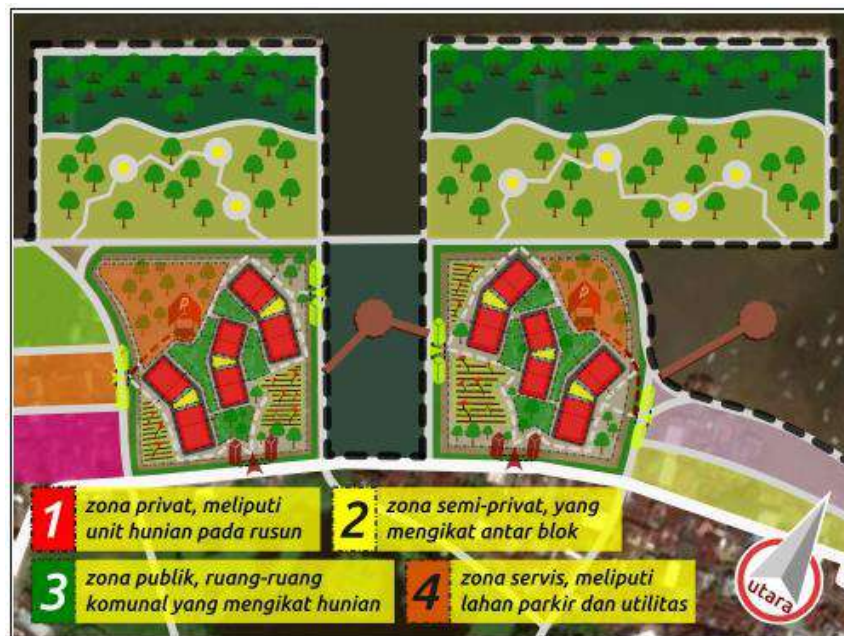 1
zona privat, meliputi
unit hunian pada rusun
2
zona semi-privat, yang
mengikat antar blok
3
zona publik, ruang-ruang
komunal yang mengikat hunian
4
zona servis, meliputi
lahan parkir dan utilitas
utara